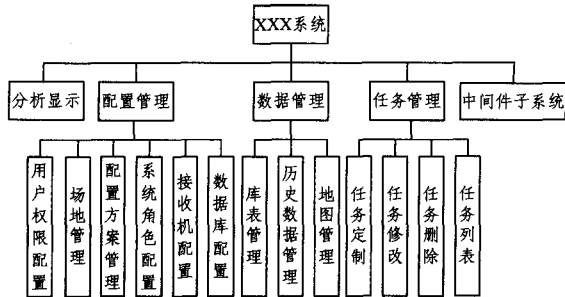 XXX系统
分析显示
配置管理
数据管理
任务管理
中间件子系统
用户权限配置
场地管理
配置方案管理
系统角色配置
接收机配置
数据库配置
库表管理
历史数据管理
地图管理
任务定制
任务修改
任务删除
任务列表